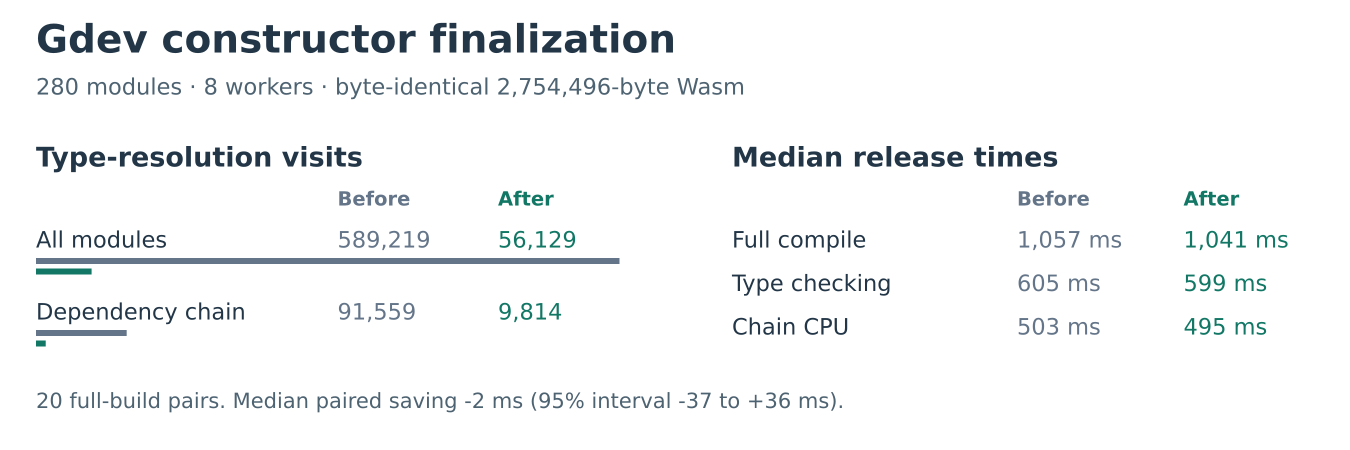 Gdev constructor finalization
280 modules · 8 workers · byte-identical 2,754,496-byte Wasm
Type-resolution visits
Before After
All modules 589,219 56,129
Dependency chain 91,559 9,814
Median release times
Before After
Full compile 1,057 ms 1,041 ms
Type checking 605 ms 599 ms
Chain CPU 503 ms 495 ms
20 full-build pairs. Median paired saving -2 ms (95% interval -37 to +36 ms).